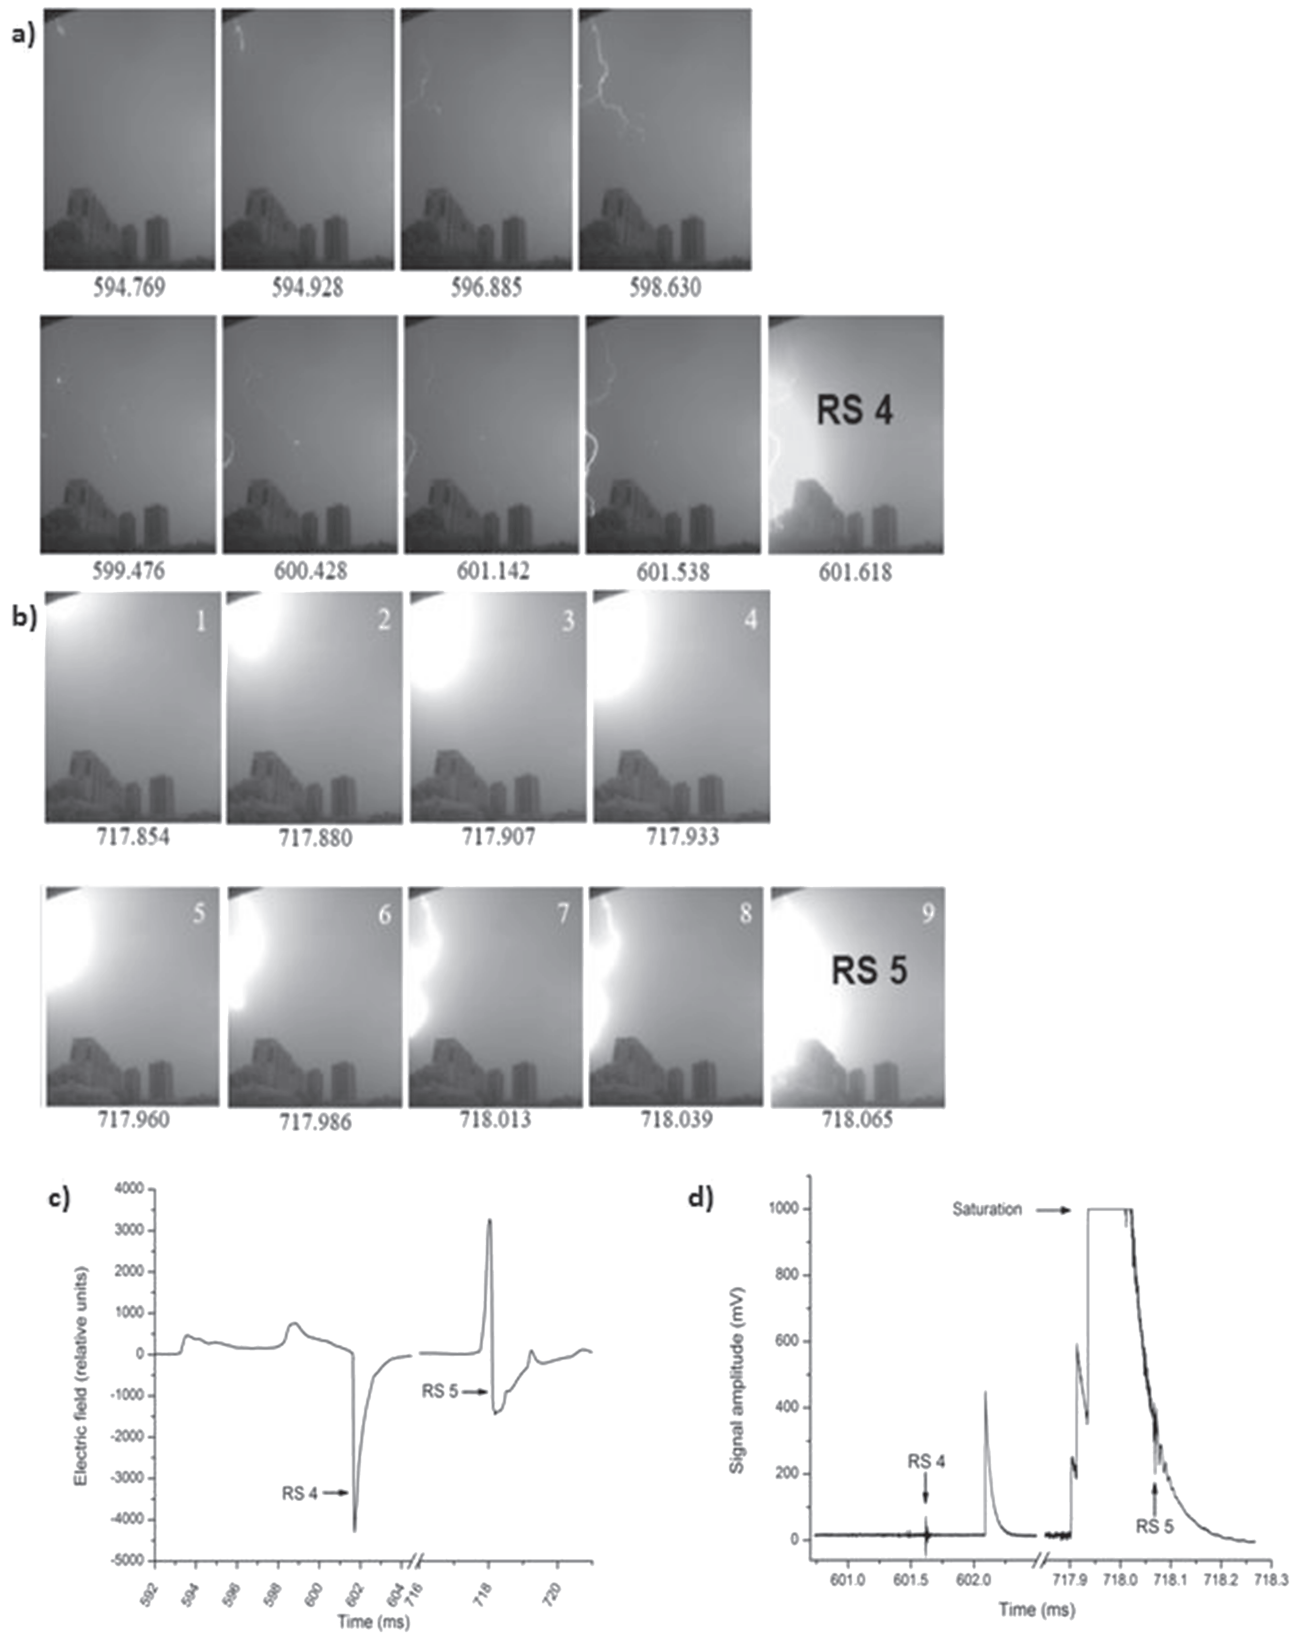 a)
594.769 594.928 596.885 598.630
RS 4
599.476 600.428 601.142 601.538 601.618
b)
1 2 3 4
717.854 717.880 717.907 717.933
5 6 7 8 9
RS 5
717.960 717.986 718.013 718.039 718.065
c)
4000
3000
2000
1000
0
-1000
-2000
-3000
-4000
-5000
Electric field (relative units)
RS 5
RS 4
592 594 596 598 600 602 604 716 718 720
Time (ms)
d)
Saturation
1000
800
600
400
200
0
Signal amplitude (mV)
RS 4
RS 5
601.0 601.5 602.0 717.9 718.0 718.1 718.2 718.3
Time (ms)